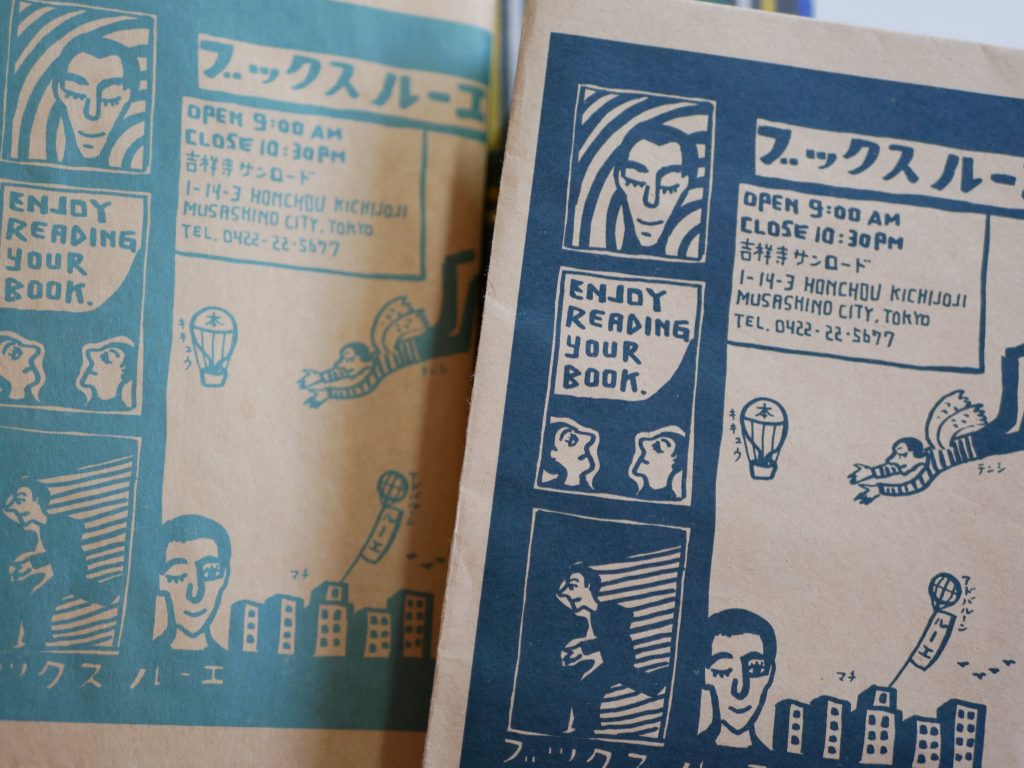 ブックス ルーエ
OPEN 9:00 AM
CLOSE 10:30 PM
吉祥寺サンロード
1-14-3 HONCHOU KICHIJOJI
MUSASHINO CITY, TOKYO
TEL. 0422-22-5677
ENJOY
READING
YOUR
BOOK.
本
キキュウ
テンシ
ルーエ
マチ
ブックス ルーエ
ブックス ルー
OPEN 9:00 AM
CLOSE 10:30 PM
吉祥寺サンロード
1-14-3 HONCHOU KICHIJOJI
MUSASHINO CITY, TOKYO
TEL. 0422-22-5677
ENJOY
READING
YOUR
BOOK.
本
キキュウ
テンシ
アドバルーン
ルーエ
マチ
ブックス ルーエ